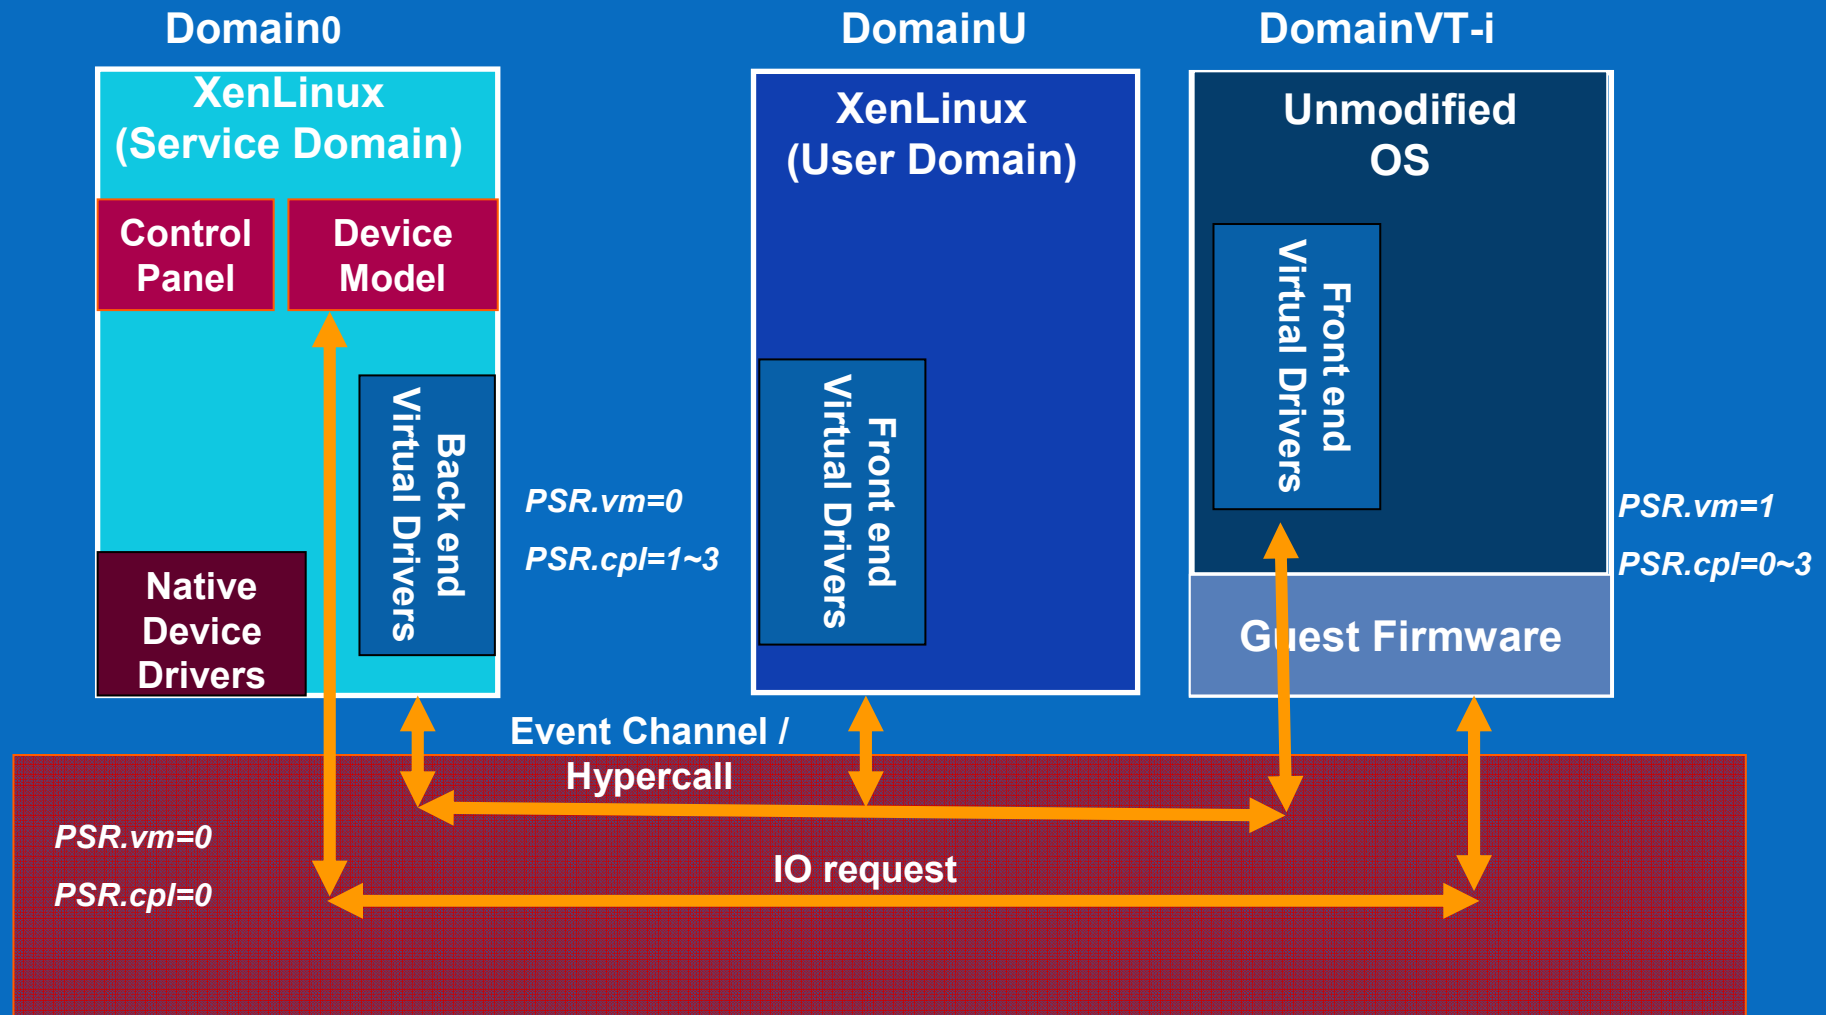 Domain0
DomainU
DomainVT-i
XenLinux
(Service Domain)
Control
Panel
Device
Model
Back end
Virtual Drivers
Native
Device
Drivers
PSR.vm=0
PSR.cpl=1~3
XenLinux
(User Domain)
Front end
Virtual Drivers
Unmodified
OS
Front end
Virtual Drivers
PSR.vm=1
PSR.cpl=0~3
Guest Firmware
Event Channel /
Hypercall
PSR.vm=0
PSR.cpl=0
IO request